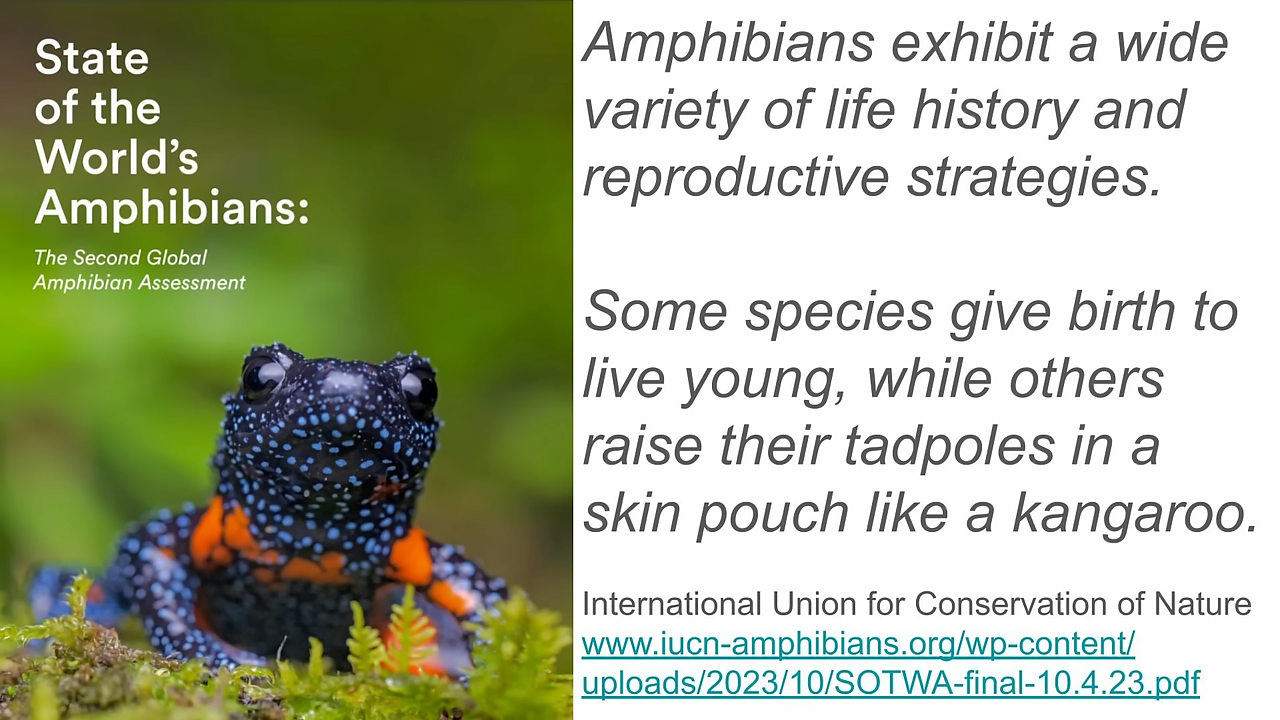 State
of the
World’s
Amphibians:
The Second Global
Amphibian Assessment
Amphibians exhibit a wide
variety of life history and
reproductive strategies.
Some species give birth to
live young, while others
raise their tadpoles in a
skin pouch like a kangaroo.
International Union for Conservation of Nature
www.iucn-amphibians.org/wp-content/
uploads/2023/10/SOTWA-final-10.4.23.pdf